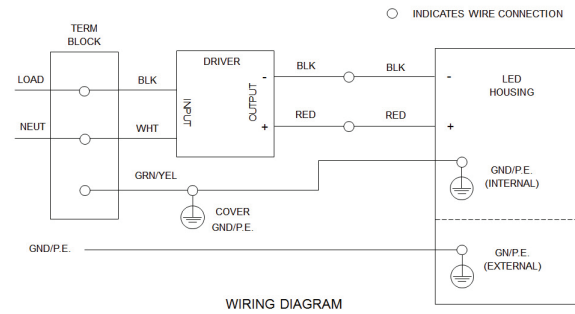 INDICATES WIRE CONNECTION
TERM
BLOCK
DRIVER
LOAD
BLK
-
BLK
BLK
-
LED
HOUSING
INPUT
OUTPUT
NEUT
WHT
+
RED
RED
+
GRN/YEL
GND/P.E.
(INTERNAL)
COVER
GND/P.E.
GND/P.E.
GN/P.E.
(EXTERNAL)
WIRING DIAGRAM